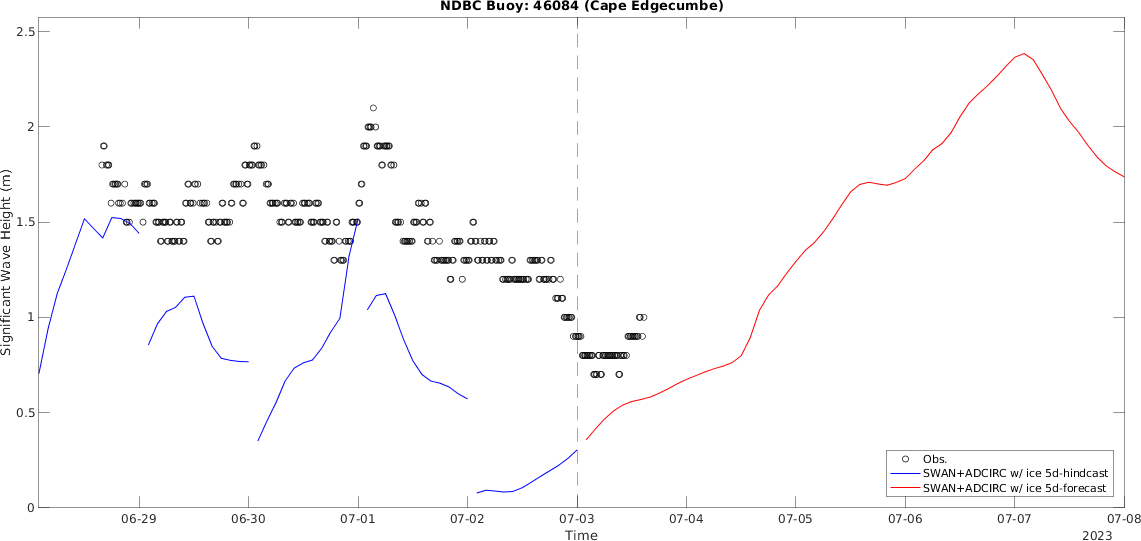 NDBC Buoy: 46084 (Cape Edgecumbe)
2.5
2
1.5
1
0.5
0
Significant Wave Height (m)
Obs.
SWAN+ADCIRC w/ ice 5d-hindcast
SWAN+ADCIRC w/ ice 5d-forecast
06-29 06-30 07-01 07-02 07-03 07-04 07-05 07-06 07-07 07-08
Time
2023